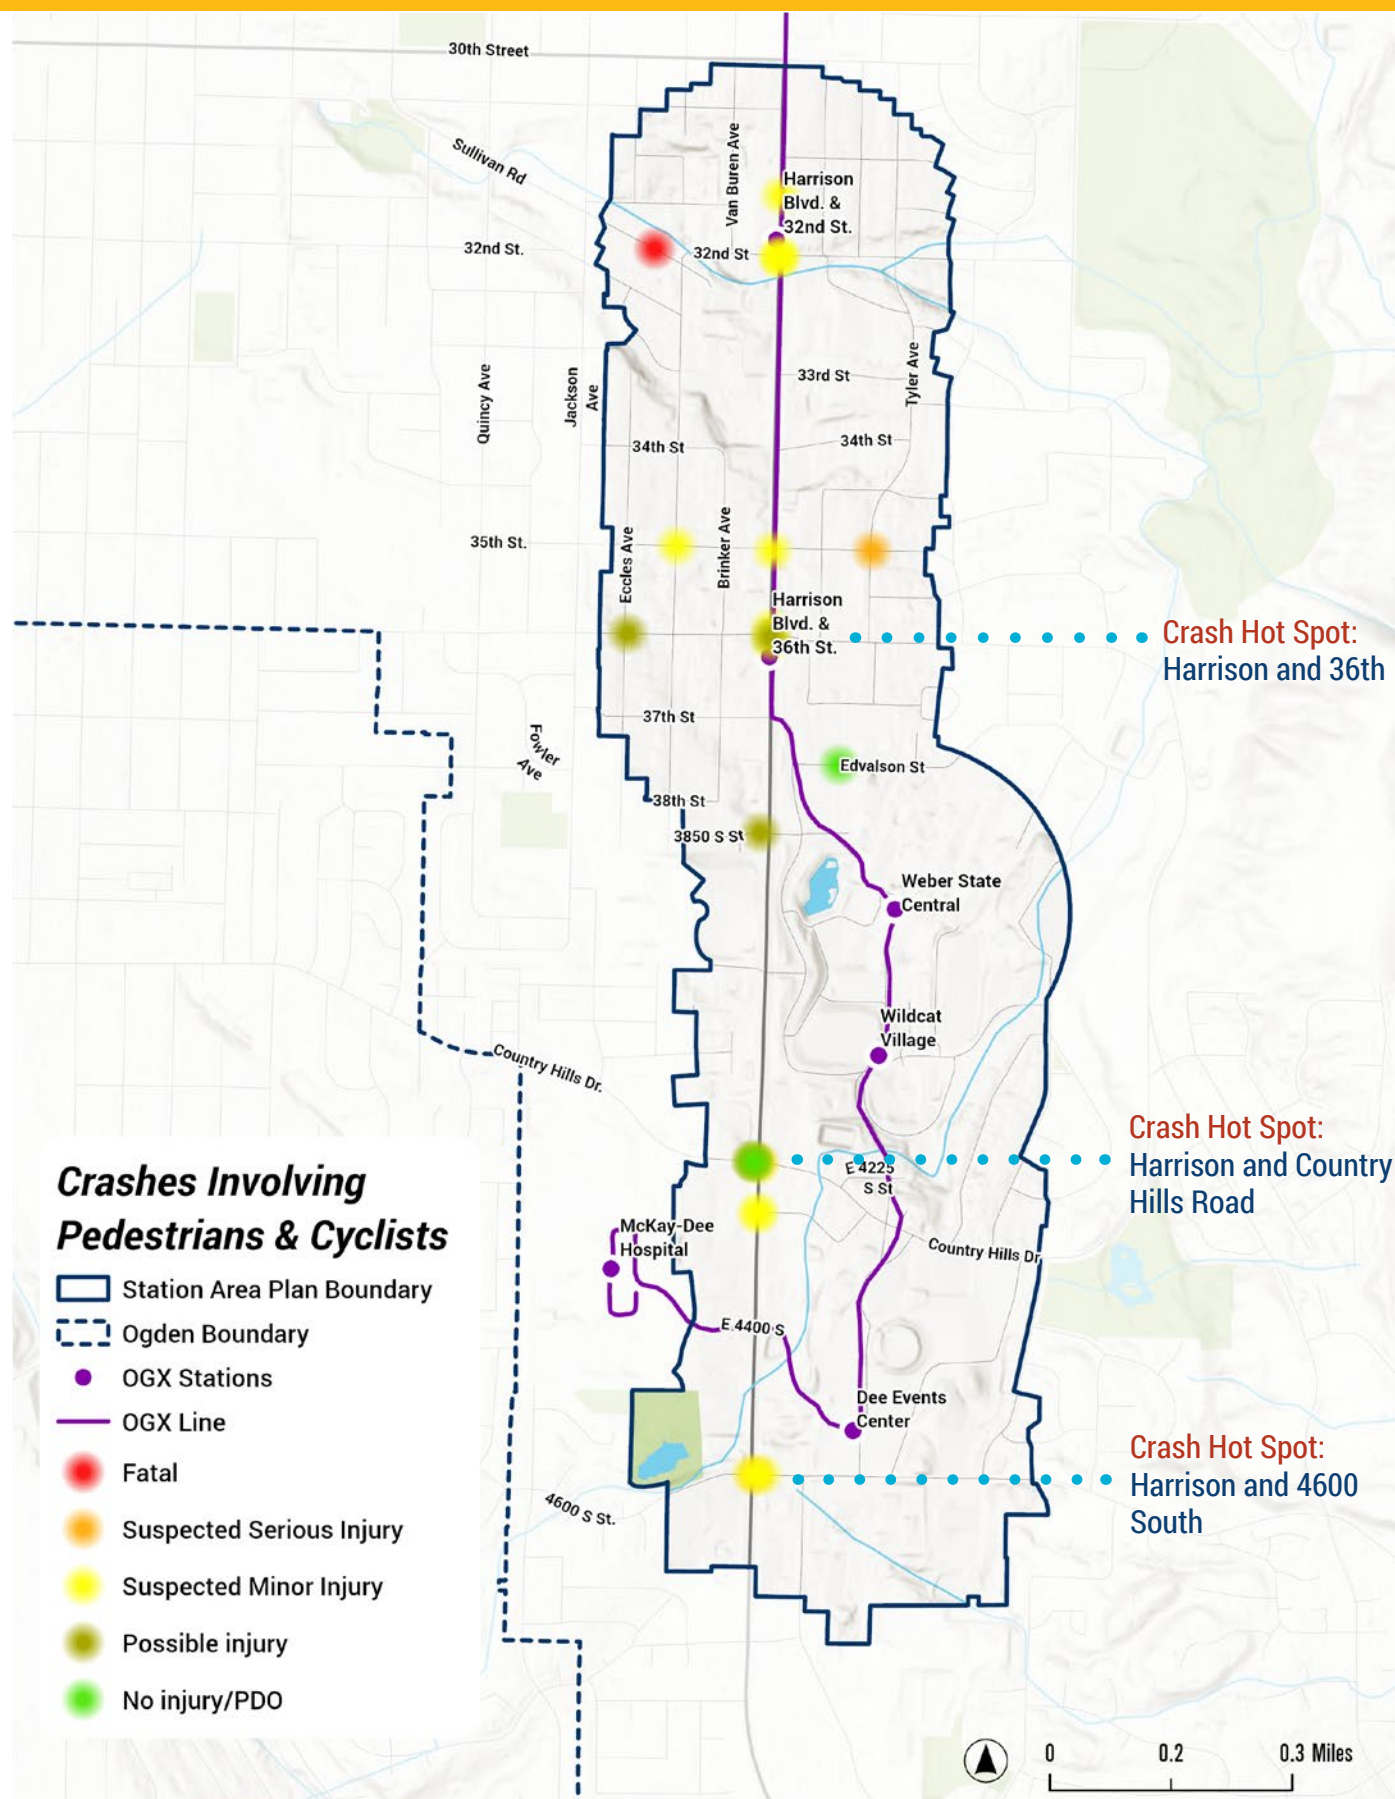 30th Street
Sullivan Rd
Van Buren Ave
Harrison
Blvd. &
32nd St.
32nd St.
32nd St
Quincy Ave
Jackson
Ave
33rd St
Tyler Ave
34th St
34th St
35th St.
Eccles Ave
Brinker Ave
Harrison
Blvd. &
36th St.
Crash Hot Spot:
Harrison and 36th
37th St
Fowler
Ave
Edvalson St
38th St
3850 S St
Weber State
Central
Wildcat
Village
Country Hills Dr.
Crash Hot Spot:
Harrison and Country
Hills Road
E 4225
S St
McKay-Dee
Hospital
Country Hills Dr
E 4400 S
Dee Events
Center
Crash Hot Spot:
Harrison and 4600
South
4600 S St.
Crashes Involving
Pedestrians & Cyclists
Station Area Plan Boundary
Ogden Boundary
OGX Stations
OGX Line
Fatal
Suspected Serious Injury
Suspected Minor Injury
Possible injury
No injury/PDO
0 0.2 0.3 Miles